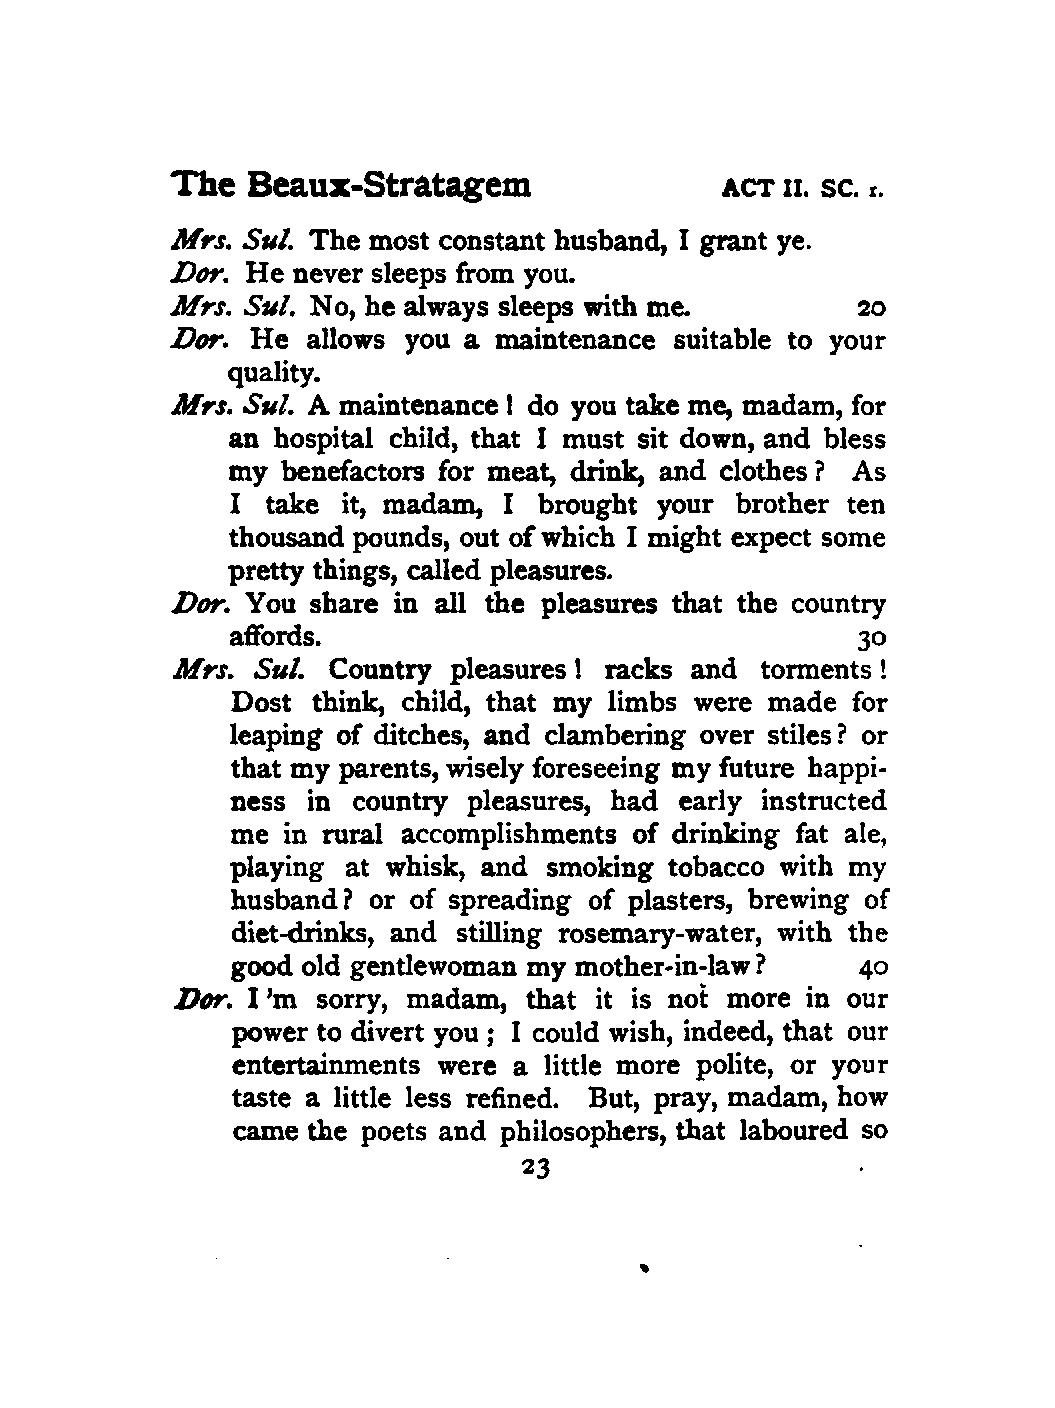 The Beaux-Stratagem ACT II. SC. 1.
Mrs. Sul. The most constant husband, I grant ye.
Dor. He never sleeps from you.
Mrs. Sul. No, he always sleeps with me. 20
Dor. He allows you a maintenance suitable to your
quality.
Mrs. Sul. A maintenance! do you take me, madam, for
an hospital child, that I must sit down, and bless
my benefactors for meat, drink, and clothes? As
I take it, madam, I brought your brother ten
thousand pounds, out of which I might expect some
pretty things, called pleasures.
Dor. You share in all the pleasures that the country
affords. 30
Mrs. Sul. Country pleasures! racks and torments!
Dost think, child, that my limbs were made for
leaping of ditches, and clambering over stiles? or
that my parents, wisely foreseeing my future happi-
ness in country pleasures, had early instructed
me in rural accomplishments of drinking fat ale,
playing at whisk, and smoking tobacco with my
husband? or of spreading of plasters, brewing of
diet-drinks, and stilling rosemary-water, with the
good old gentlewoman my mother-in-law? 40
Dor. I'm sorry, madam, that it is not more in our
power to divert you; I could wish, indeed, that our
entertainments were a little more polite, or your
taste a little less refined. But, pray, madam, how
came the poets and philosophers, that laboured so
23